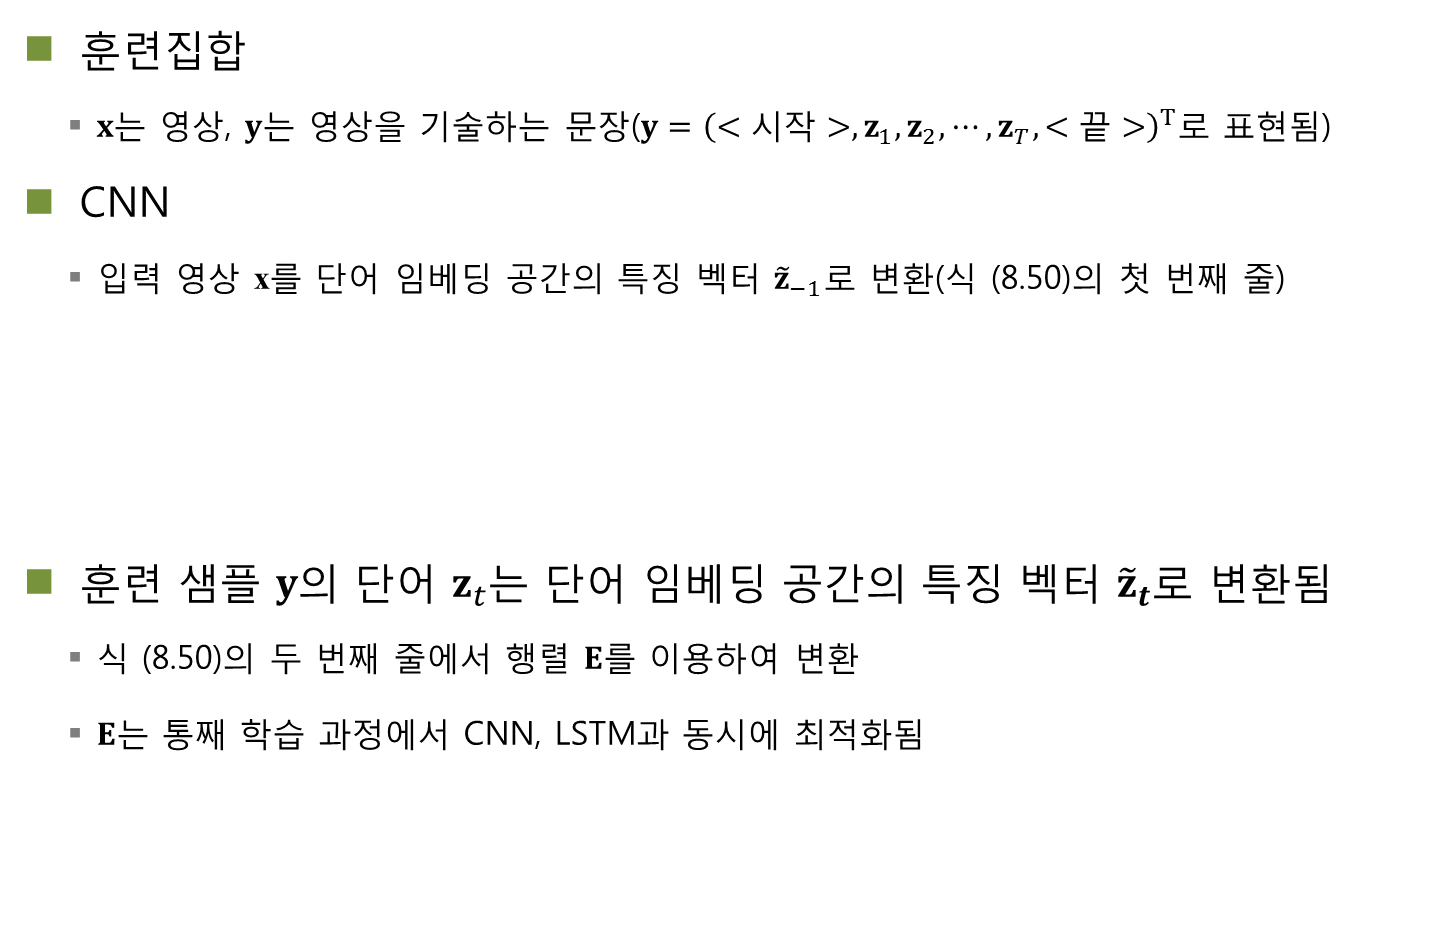 ■ 훈련집합
▪ x는 영상, y는 영상을 기술하는 문장(y = (< 시작 >, z₁, z₂, ⋯, z_T, < 끝 >)ᵀ로 표현됨)
■ CNN
▪ 입력 영상 x를 단어 임베딩 공간의 특징 벡터 z̃₋₁로 변환(식 (8.50)의 첫 번째 줄)
■ 훈련 샘플 y의 단어 z_t는 단어 임베딩 공간의 특징 벡터 z̃_t로 변환됨
▪ 식 (8.50)의 두 번째 줄에서 행렬 E를 이용하여 변환
▪ E는 통째 학습 과정에서 CNN, LSTM과 동시에 최적화됨